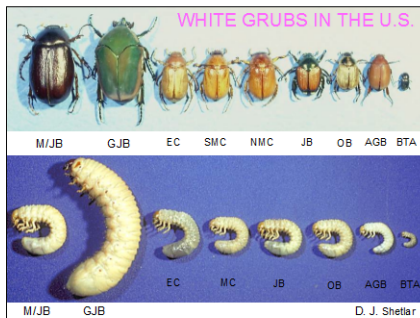 WHITE GRUBS IN THE U.S.
M/JB GJB EC SMC NMC JB OB AGB BTA
EC MC JB OB AGB BTA
M/JB GJB D. J. Shetlar